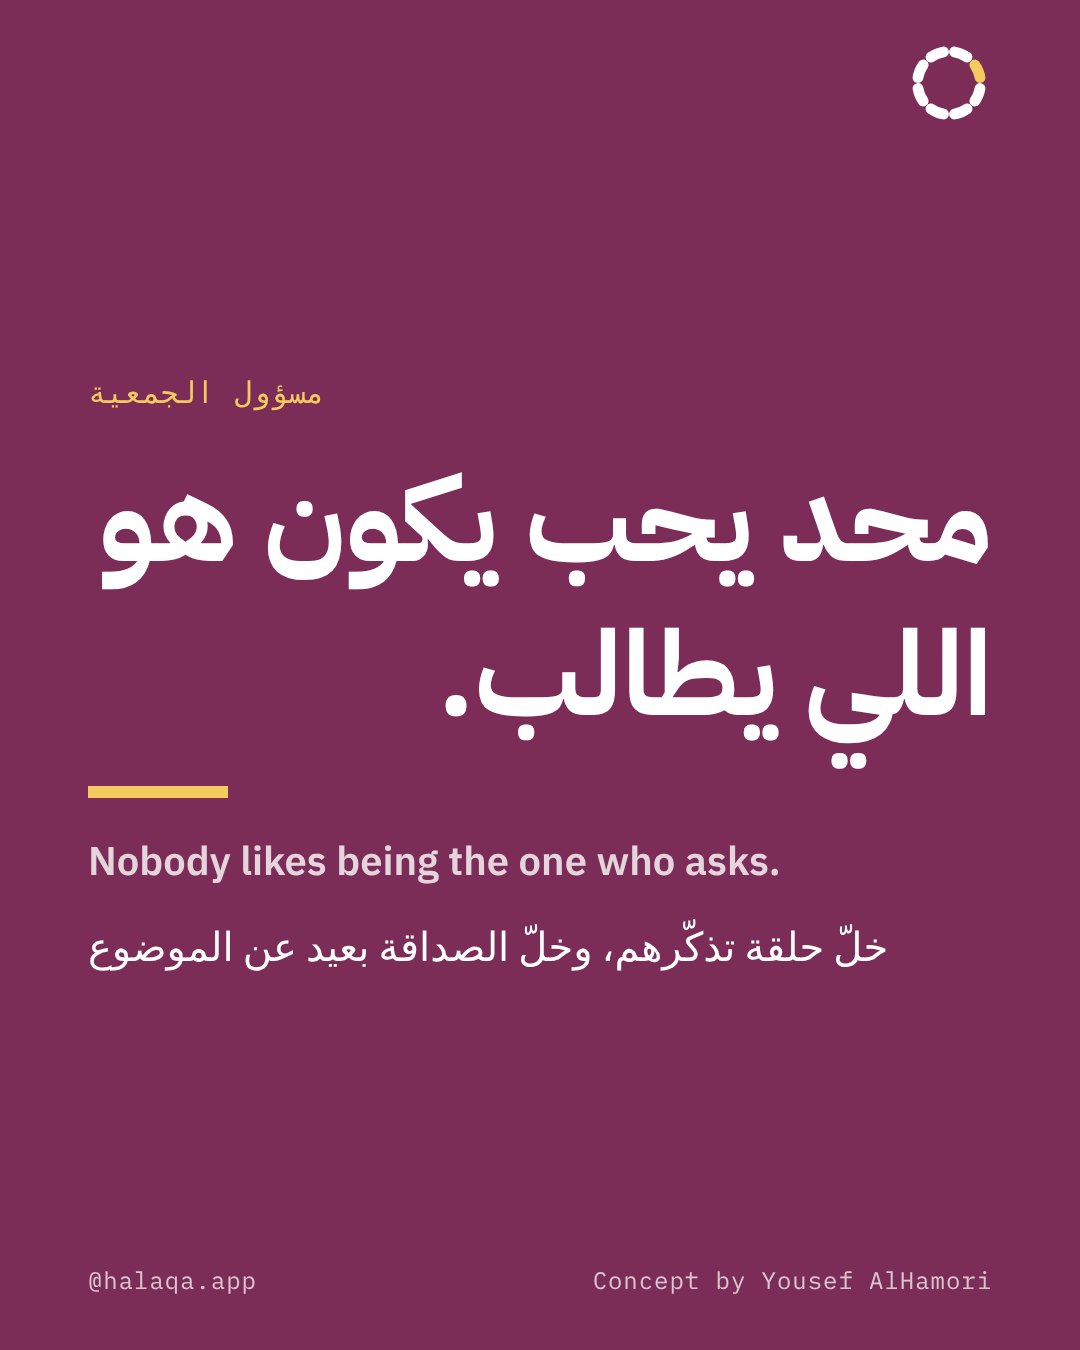 مسؤول الجمعية
محد يحب يكون هو
اللي يطالب.
Nobody likes being the one who asks.
خلّ حلقة تذكّرهم، وخلّ الصداقة بعيد عن الموضوع
@halaqa.app
Concept by Yousef AlHamori